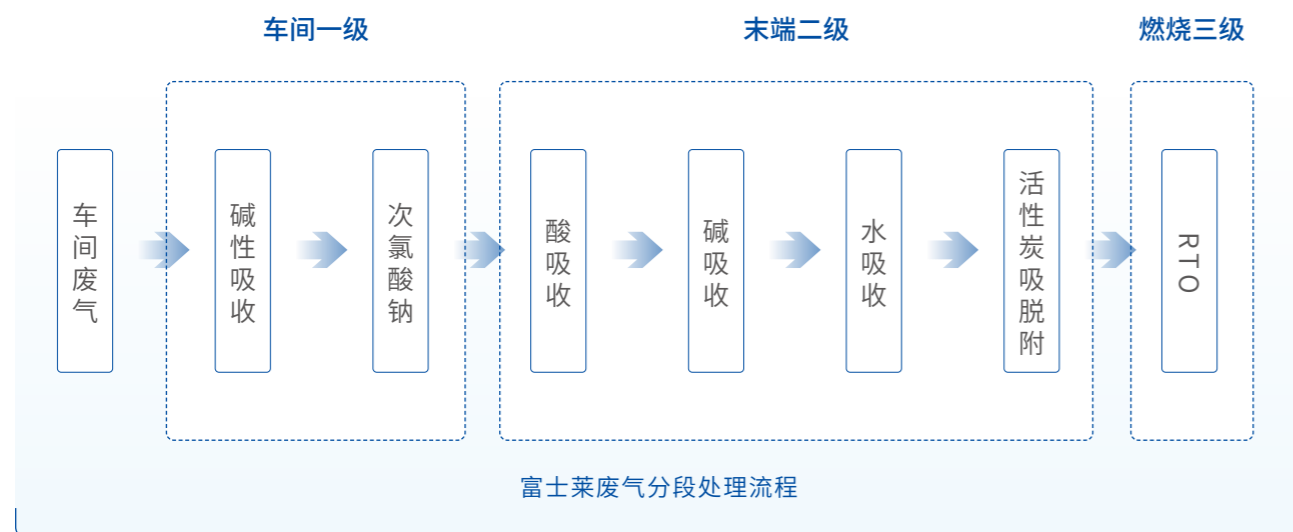 车间一级
末端二级
燃烧三级
车间废气
碱性吸收
次氯酸钠
酸吸收
碱吸收
水吸收
活性炭吸脱附
RTO
富士莱废气分段处理流程